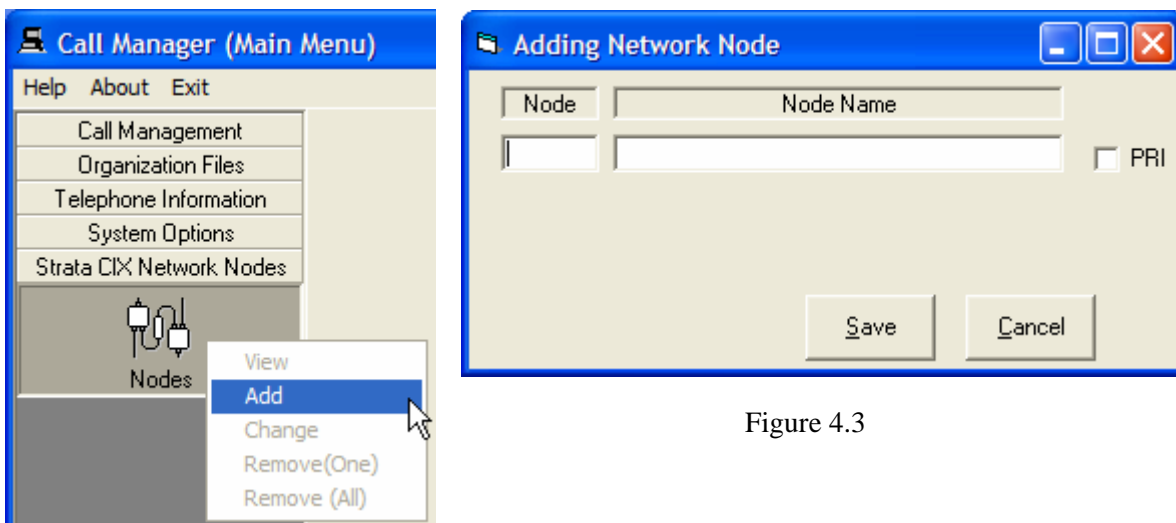 Call Manager (Main Menu)
Help About Exit
Call Management
Organization Files
Telephone Information
System Options
Strata CIX Network Nodes
Nodes
View
Add
Change
Remove(One)
Remove (All)
Adding Network Node
Node Node Name
PRI
Save Cancel
Figure 4.3